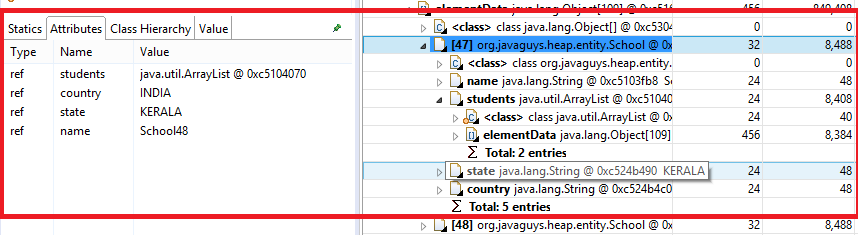 elementData java.lang.Object[109] @ 0xc516 456 849,408
Statics Attributes Class Hierarchy Value
Type Name Value
ref students java.util.ArrayList @ 0xc5104070
ref country INDIA
ref state KERALA
ref name School48
<class> class java.lang.Object[] @ 0xc5304 0 0
[47] org.javaguys.heap.entity.School @ 0x 32 8,488
<class> class org.javaguys.heap.entity. 0 0
name java.lang.String @ 0xc5103fb8 Sc 24 48
students java.util.ArrayList @ 0xc51040 24 8,408
<class> class java.util.ArrayList @ 0x 24 40
elementData java.lang.Object[109] 456 8,384
Σ Total: 2 entries
state java.lang.String @ 0xc524b490 KERALA 24 48
country java.lang.String @ 0xc524b4c0 24 48
Σ Total: 5 entries
[48] org.javaguys.heap.entity.School @ 0x 32 8,488